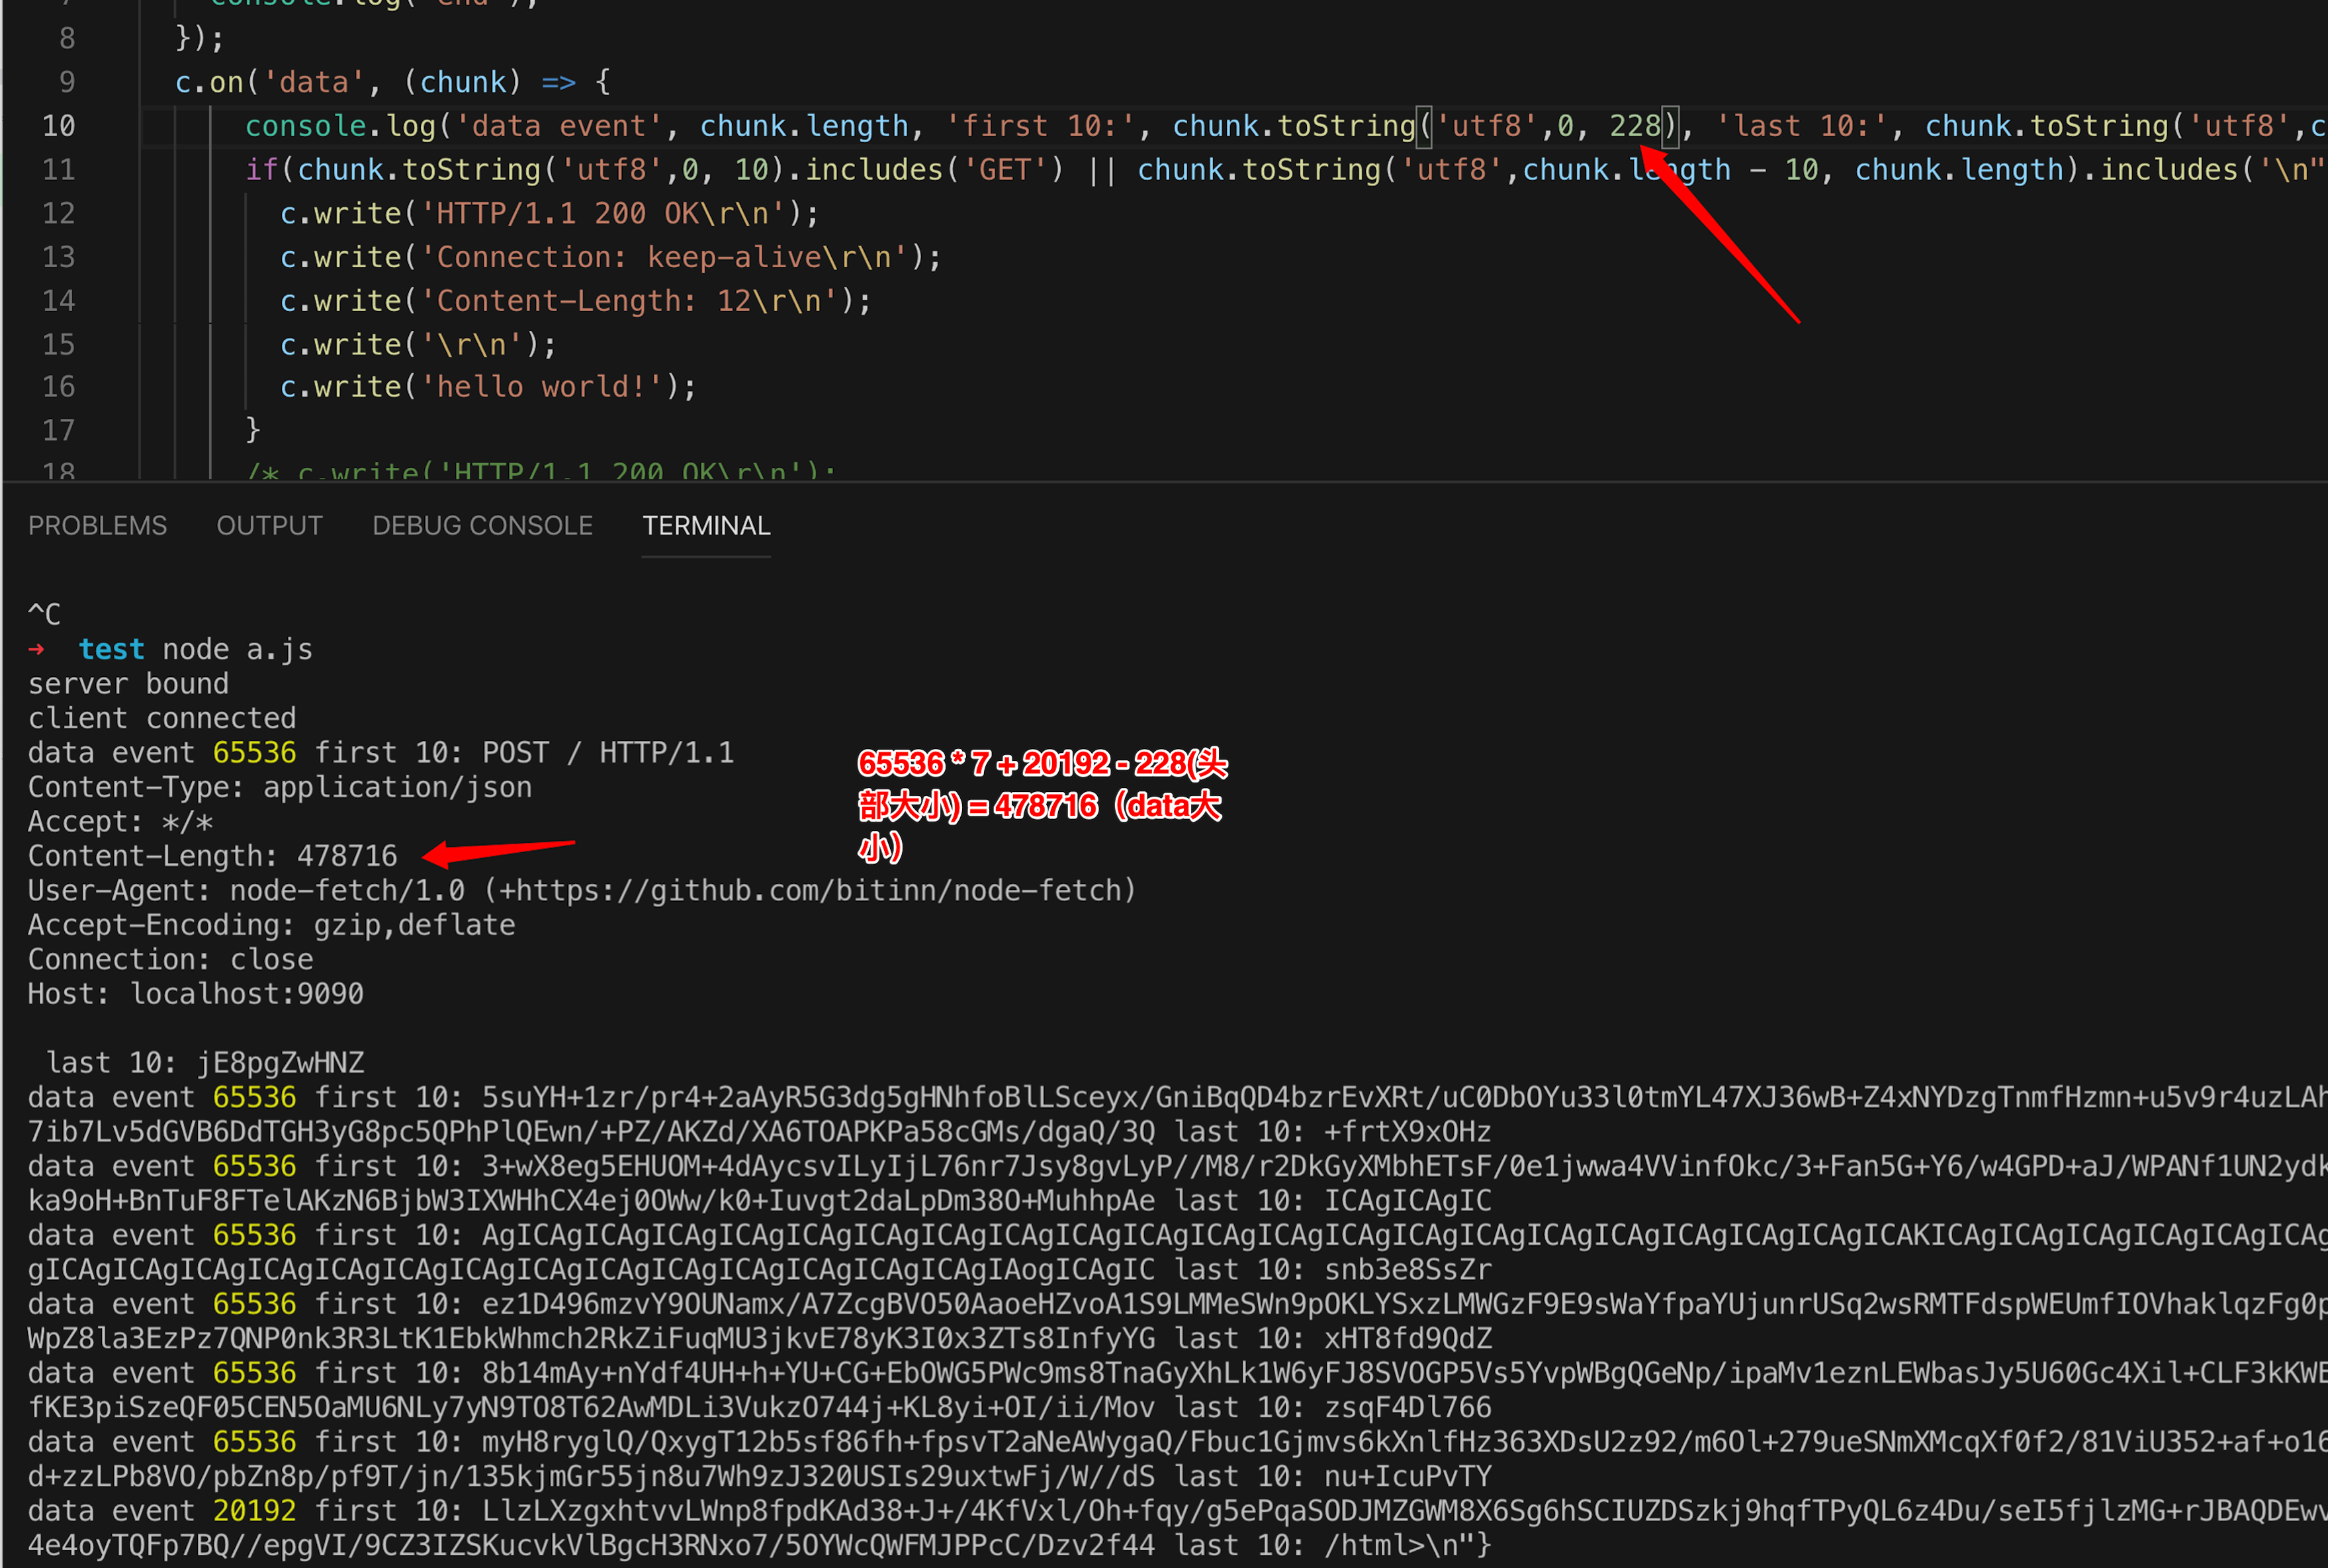 7 console.log('end');
8 });
9 c.on('data', (chunk) => {
10 console.log('data event', chunk.length, 'first 10:', chunk.toString('utf8',0, 228), 'last 10:', chunk.toString('utf8',c
11 if(chunk.toString('utf8',0, 10).includes('GET') || chunk.toString('utf8',chunk.length - 10, chunk.length).includes('\n"
12 c.write('HTTP/1.1 200 OK\r\n');
13 c.write('Connection: keep-alive\r\n');
14 c.write('Content-Length: 12\r\n');
15 c.write('\r\n');
16 c.write('hello world!');
17 }
18 /* c.write('HTTP/1.1 200 OK\r\n');
PROBLEMS OUTPUT DEBUG CONSOLE TERMINAL
^C
➜ test node a.js
server bound
client connected
data event 65536 first 10: POST / HTTP/1.1
65536 * 7 + 20192 - 228(头
部大小) = 478716（data大
小）
Content-Type: application/json
Accept: */*
Content-Length: 478716
User-Agent: node-fetch/1.0 (+https://github.com/bitinn/node-fetch)
Accept-Encoding: gzip,deflate
Connection: close
Host: localhost:9090
last 10: jE8pgZwHNZ
data event 65536 first 10: 5suYH+1zr/pr4+2aAyR5G3dg5gHNhfoBlLSceyx/GniBqQD4bzrEvXRt/uC0DbOYu33l0tmYL47XJ36wB+Z4xNYDzgTnmfHzmn+u5v9r4uzLAh
7ib7Lv5dGVB6DdTGH3yG8pc5QPhPlQEwn/+PZ/AKZd/XA6TOAPKPa58cGMs/dgaQ/3Q last 10: +frtX9xOHz
data event 65536 first 10: 3+wX8eg5EHUOM+4dAycsvILyIjL76nr7Jsy8gvLyP//M8/r2DkGyXMbhETsF/0e1jwwa4VVinfOkc/3+Fan5G+Y6/w4GPD+aJ/WPANf1UN2ydk
ka9oH+BnTuF8FTelAKzN6BjbW3IXWHhCX4ej0OWw/k0+Iuvgt2daLpDm38O+MuhhpAe last 10: ICAgICAgIC
data event 65536 first 10: AgICAgICAgICAgICAgICAgICAgICAgICAgICAgICAgICAgICAgICAgICAgICAgICAgICAgICAgICAgICAgICAKICAgICAgICAgICAgICAgICAg
gICAgICAgICAgICAgICAgICAgICAgICAgICAgICAgICAgICAgICAgICAgIAogICAgIC last 10: snb3e8SsZr
data event 65536 first 10: ez1D496mzvY9OUNamx/A7ZcgBVO50AaoeHZvoA1S9LMMeSWn9pOKLYSxzLMWGzF9E9sWaYfpaYUjunrUSq2wsRMTFdspWEUmfIOVhaklqzFg0p
WpZ8la3EzPz7QNP0nk3R3LtK1EbkWhmch2RkZiFuqMU3jkvE78yK3I0x3ZTs8InfyYG last 10: xHT8fd9QdZ
data event 65536 first 10: 8b14mAy+nYdf4UH+h+YU+CG+EbOWG5PWc9ms8TnaGyXhLk1W6yFJ8SVOGP5Vs5YvpWBgQGeNp/ipaMv1eznLEWbasJy5U60Gc4Xil+CLF3kKWE
fKE3piSzeQF05CEN5OaMU6NLy7yN9TO8T62AwMDLi3VukzO744j+KL8yi+OI/ii/Mov last 10: zsqF4Dl766
data event 65536 first 10: myH8ryglQ/QxygT12b5sf86fh+fpsvT2aNeAWygaQ/Fbuc1Gjmvs6kXnlfHz363XDsU2z92/m6Ol+279ueSNmXMcqXf0f2/81ViU352+af+o16
d+zzLPb8VO/pbZn8p/pf9T/jn/135kjmGr55jn8u7Wh9zJ320USIs29uxtwFj/W//dS last 10: nu+IcuPvTY
data event 20192 first 10: LlzLXzgxhtvvLWnp8fpdKAd38+J+/4KfVxl/Oh+fqy/g5ePqaSODJMZGWM8X6Sg6hSCIUZDSzkj9hqfTPyQL6z4Du/seI5fjlzMG+rJBAQDEwv
4e4oyTQFp7BQ//epgVI/9CZ3IZSKucvkVlBgcH3RNxo7/5OYWcQWFMJPPcC/Dzv2f44 last 10: /html>\n"}